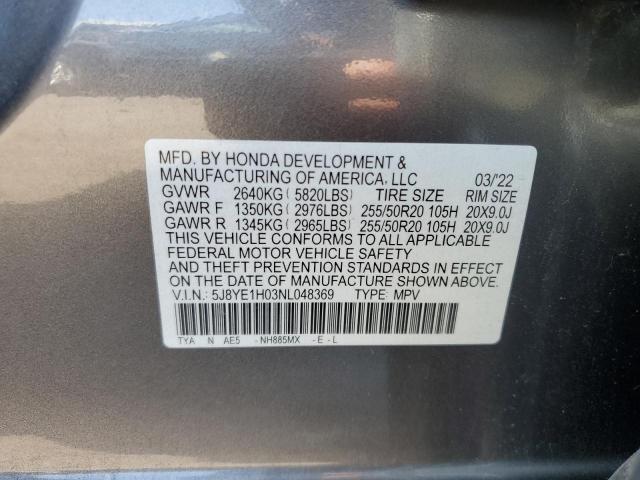 MFD. BY HONDA DEVELOPMENT &
MANUFACTURING OF AMERICA, LLC 03/22
GVWR 2640KG ( 5820LBS) TIRE SIZE RIM SIZE
GAWR F 1350KG ( 2976LBS) 255/50R20 105H 20X9.0J
GAWR R 1345KG ( 2965LBS) 255/50R20 105H 20X9.0J
THIS VEHICLE CONFORMS TO ALL APPLICABLE
FEDERAL MOTOR VEHICLE SAFETY
AND THEFT PREVENTION STANDARDS IN EFFECT
ON THE DATE OF MANUFACTURE SHOWN ABOVE.
V.I.N.: 5J8YE1H03NL048369 TYPE: MPV
TYA N AE5 -NH885MX -E-L